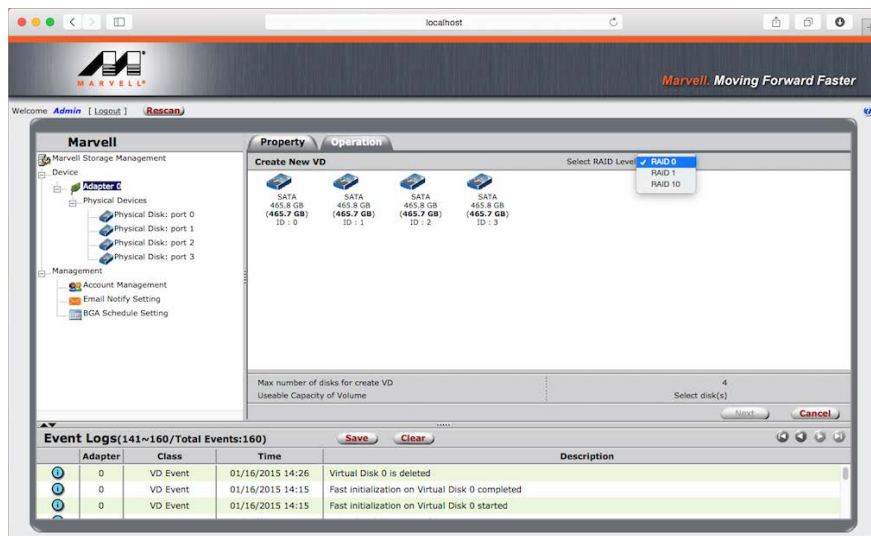 localhost
MARVELL®
Marvell. Moving Forward Faster
Welcome Admin [ Logout ] Rescan
Marvell
Marvell Storage Management
Device
Adapter 0
Physical Devices
Physical Disk: port 0
Physical Disk: port 1
Physical Disk: port 2
Physical Disk: port 3
Management
Account Management
Email Notify Setting
BGA Schedule Setting
Property Operation
Create New VD Select RAID Level
RAID 0
RAID 1
RAID 10
SATA SATA SATA SATA
465.8 GB 465.8 GB 465.8 GB 465.8 GB
(465.7 GB) (465.7 GB) (465.7 GB) (465.7 GB)
ID : 0 ID : 1 ID : 2 ID : 3
Max number of disks for create VD 4
Useable Capacity of Volume Select disk(s)
Next Cancel
Event Logs(141~160/Total Events:160) Save Clear
Adapter Class Time Description
0 VD Event 01/16/2015 14:26 Virtual Disk 0 is deleted
0 VD Event 01/16/2015 14:15 Fast initialization on Virtual Disk 0 completed
0 VD Event 01/16/2015 14:15 Fast initialization on Virtual Disk 0 started